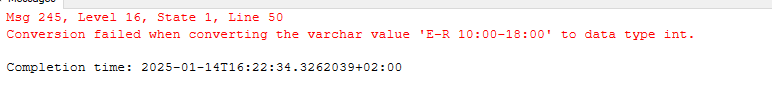 Msg 245, Level 16, State 1, Line 50
Conversion failed when converting the varchar value 'E-R 10:00-18:00' to data type int.
Completion time: 2025-01-14T16:22:34.3262039+02:00